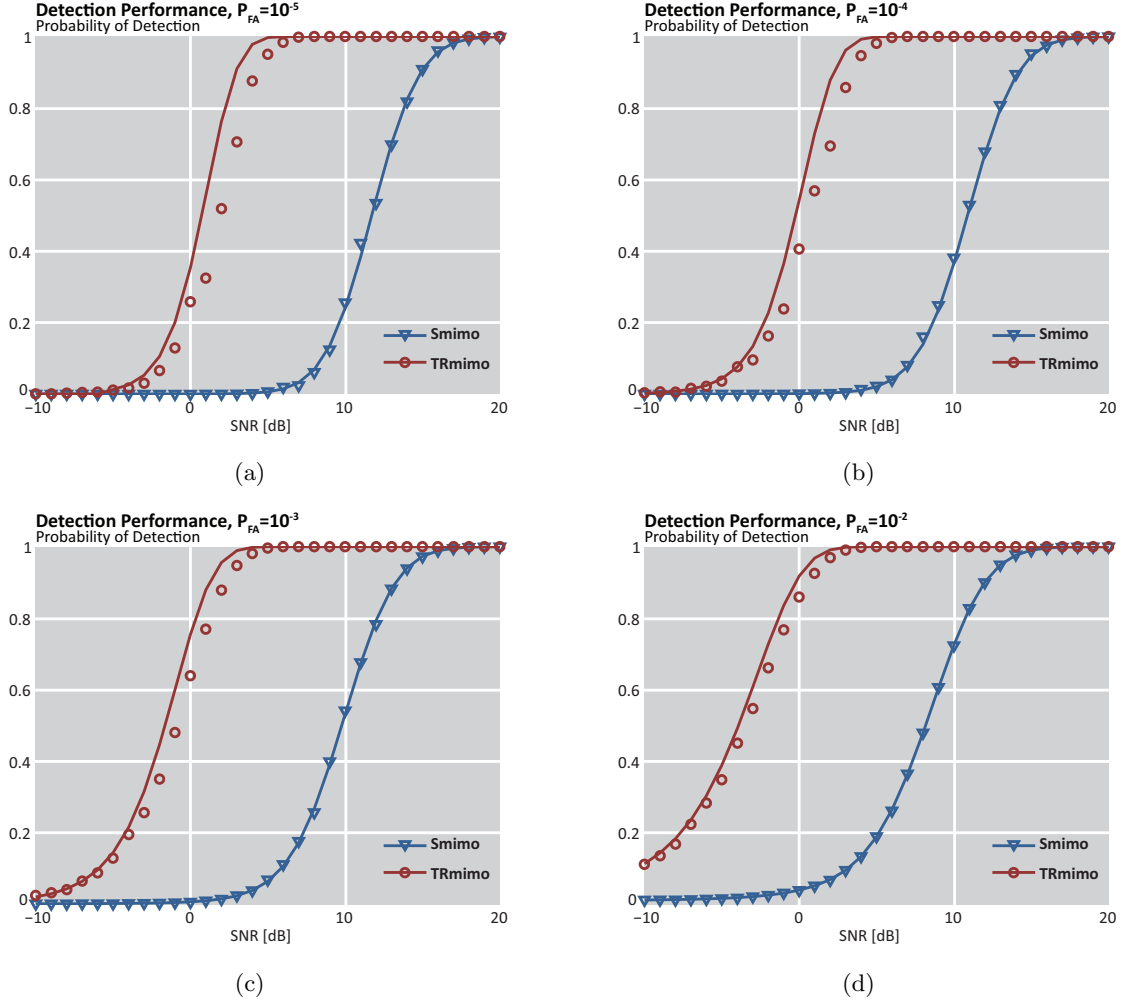 Detection Performance, P_FA=10^-5
Probability of Detection
1
0.8
0.6
0.4
0.2
0
−10
0
10
20
SNR [dB]
Smimo
TRmimo
(a)
Detection Performance, P_FA=10^-4
Probability of Detection
1
0.8
0.6
0.4
0.2
0
−10
0
10
20
SNR [dB]
Smimo
TRmimo
(b)
Detection Performance, P_FA=10^-3
Probability of Detection
1
0.8
0.6
0.4
0.2
0
−10
0
10
20
SNR [dB]
Smimo
TRmimo
(c)
Detection Performance, P_FA=10^-2
Probability of Detection
1
0.8
0.6
0.4
0.2
0
−10
0
10
20
SNR [dB]
Smimo
TRmimo
(d)